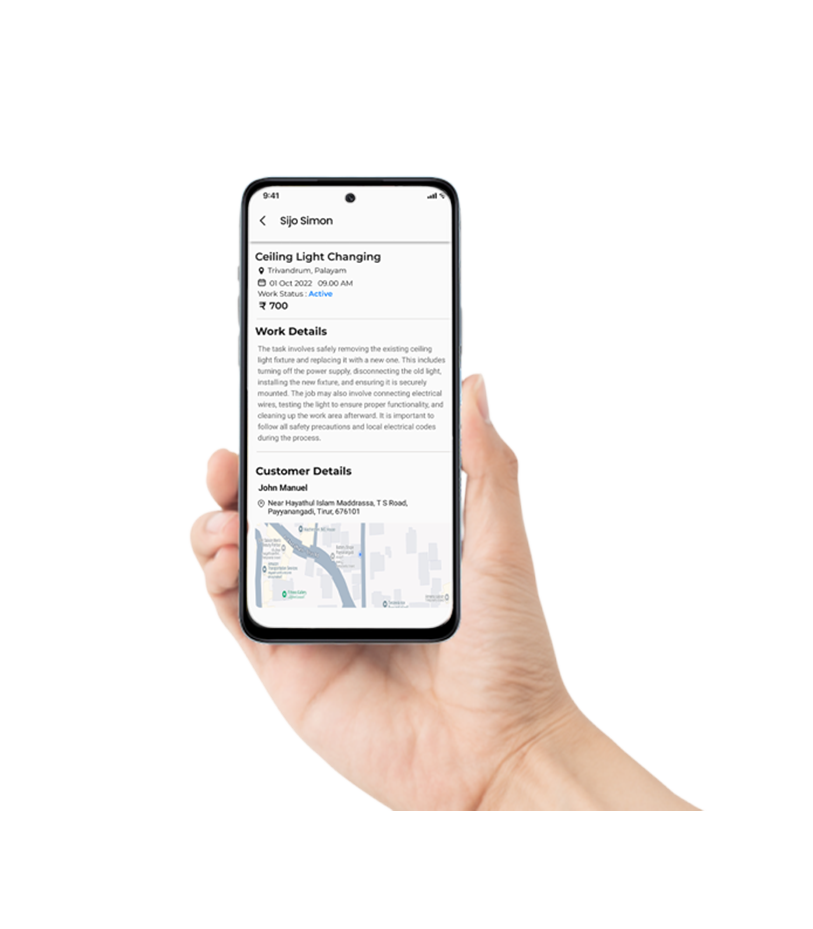 9:41
Sijo Simon
Ceiling Light Changing
Trivandrum, Palayam
01 Oct 2022 09.00 AM
Work Status : Active
₹ 700
Work Details
The task involves safely removing the existing ceiling
light fixture and replacing it with a new one. This includes
turning off the power supply, disconnecting the old light,
installing the new fixture, and ensuring it is securely
mounted. The job may also involve connecting electrical
wires, testing the light to ensure proper functionality, and
cleaning up the work area afterward. It is important to
follow all safety precautions and local electrical codes
during the process.
Customer Details
John Manuel
Near Hayathul Islam Maddrassa, T S Road,
Payyanangadi, Tirur, 676101